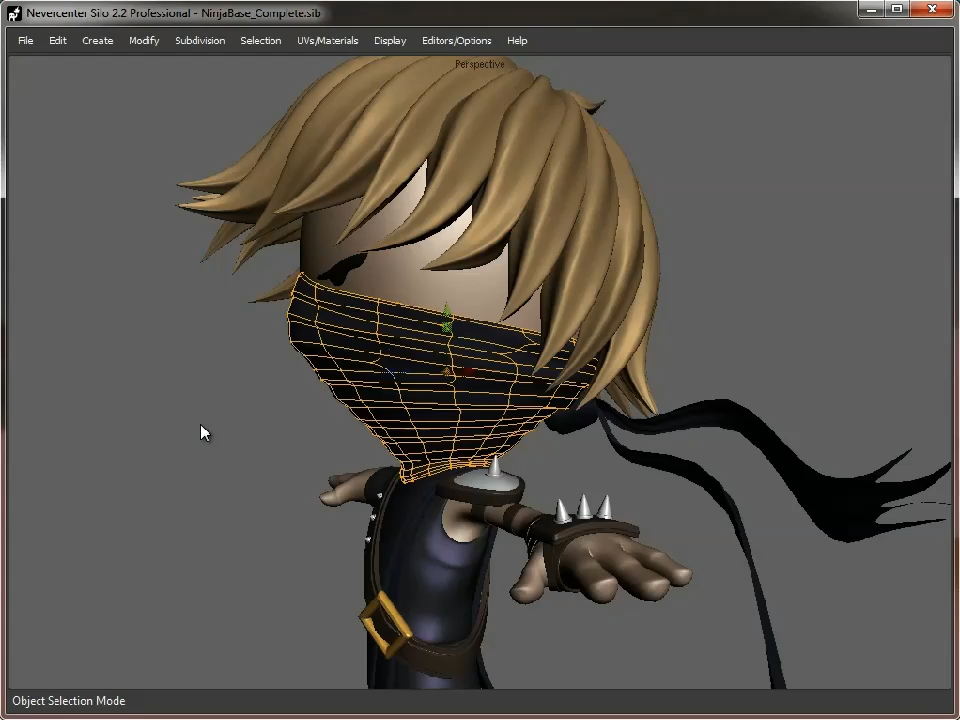 Nevercenter Silo 2.2 Professional - NinjaBase_Complete.sib
File Edit Create Modify Subdivision Selection UVs/Materials Display Editors/Options Help
Perspective
Object Selection Mode